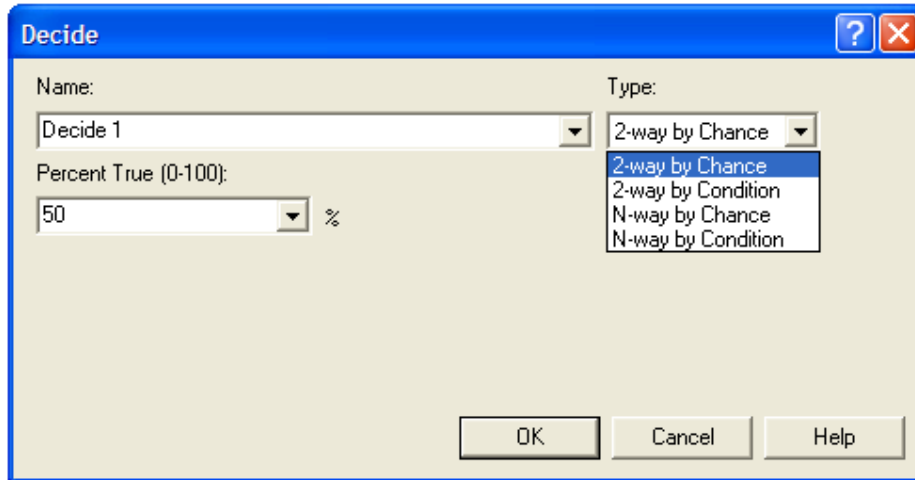 Decide
Name:
Type:
Decide 1
2-way by Chance
Percent True (0-100):
2-way by Chance
2-way by Condition
N-way by Chance
N-way by Condition
50
%
OK
Cancel
Help